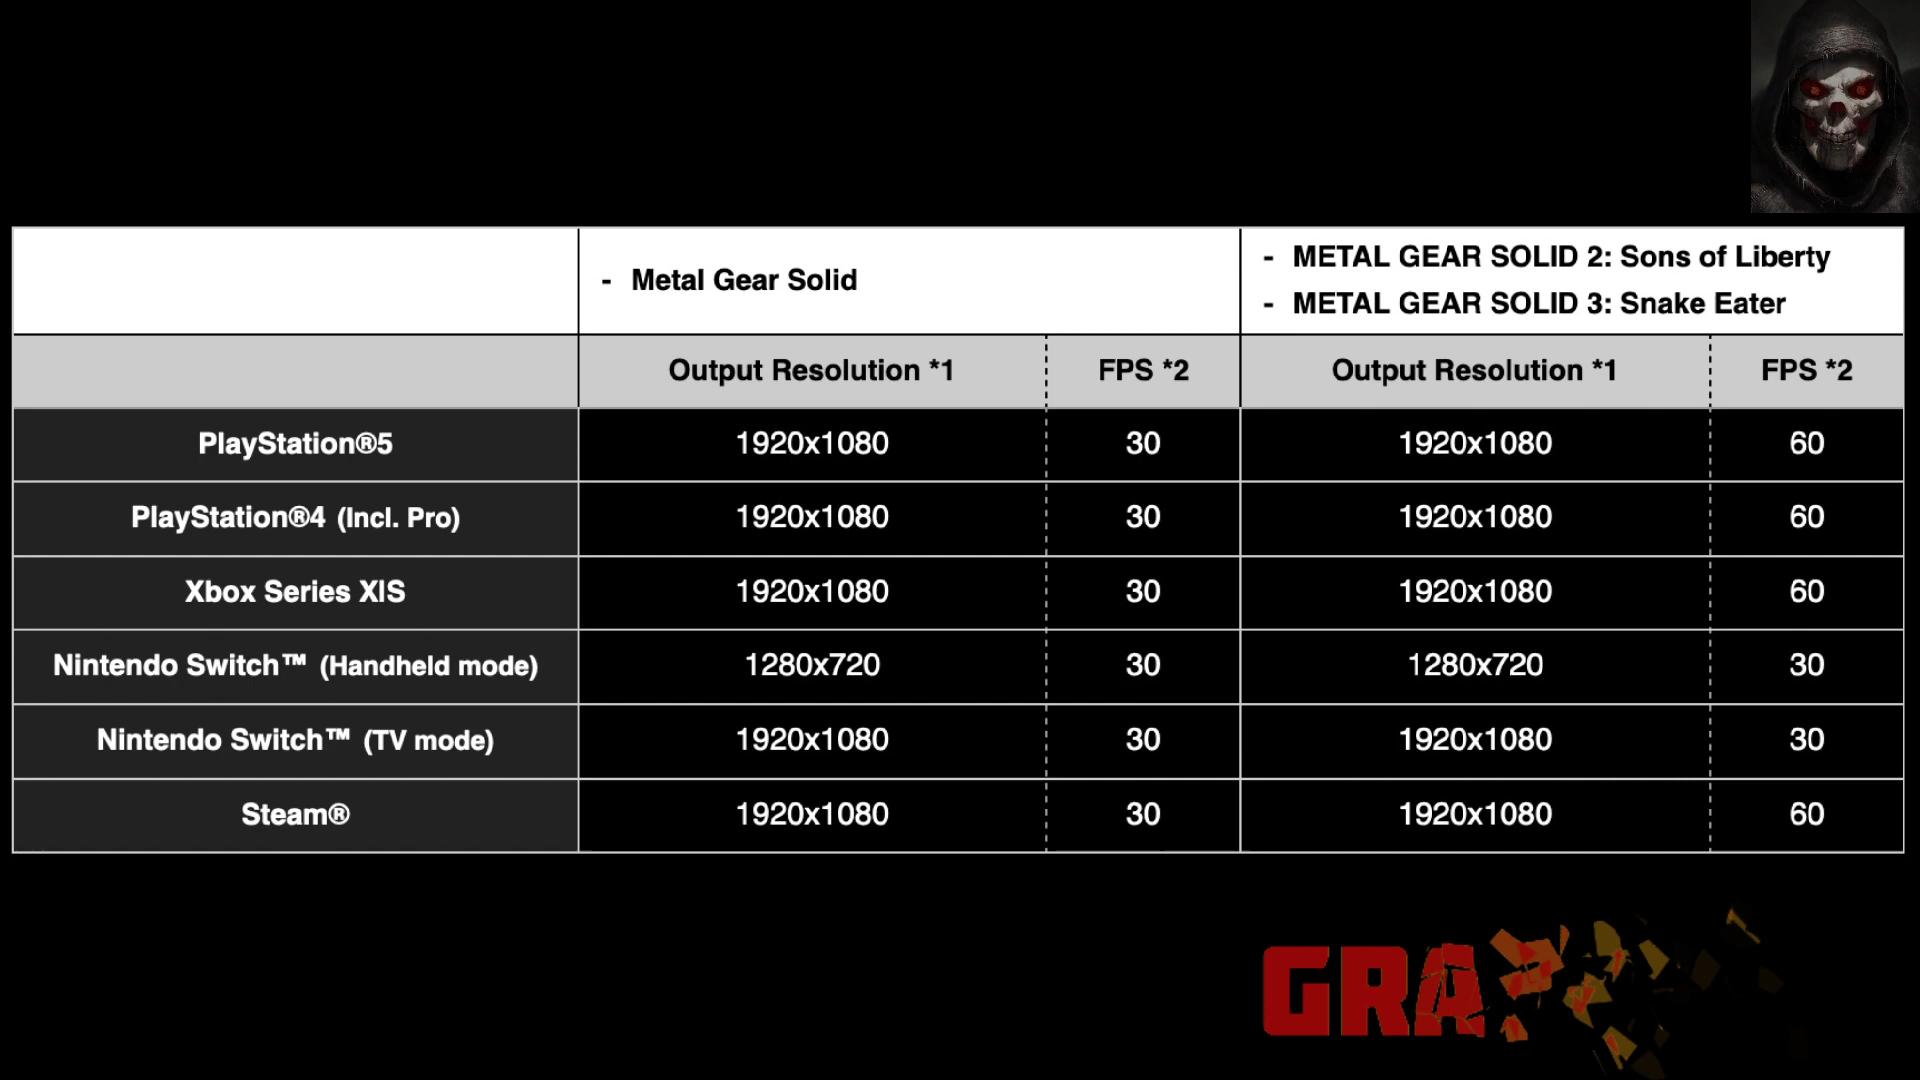 - Metal Gear Solid
- METAL GEAR SOLID 2: Sons of Liberty
- METAL GEAR SOLID 3: Snake Eater
Output Resolution *1 FPS *2 Output Resolution *1 FPS *2
PlayStation®5 1920x1080 30 1920x1080 60
PlayStation®4 (Incl. Pro) 1920x1080 30 1920x1080 60
Xbox Series X|S 1920x1080 30 1920x1080 60
Nintendo Switch™ (Handheld mode) 1280x720 30 1280x720 30
Nintendo Switch™ (TV mode) 1920x1080 30 1920x1080 30
Steam® 1920x1080 30 1920x1080 60
GRA